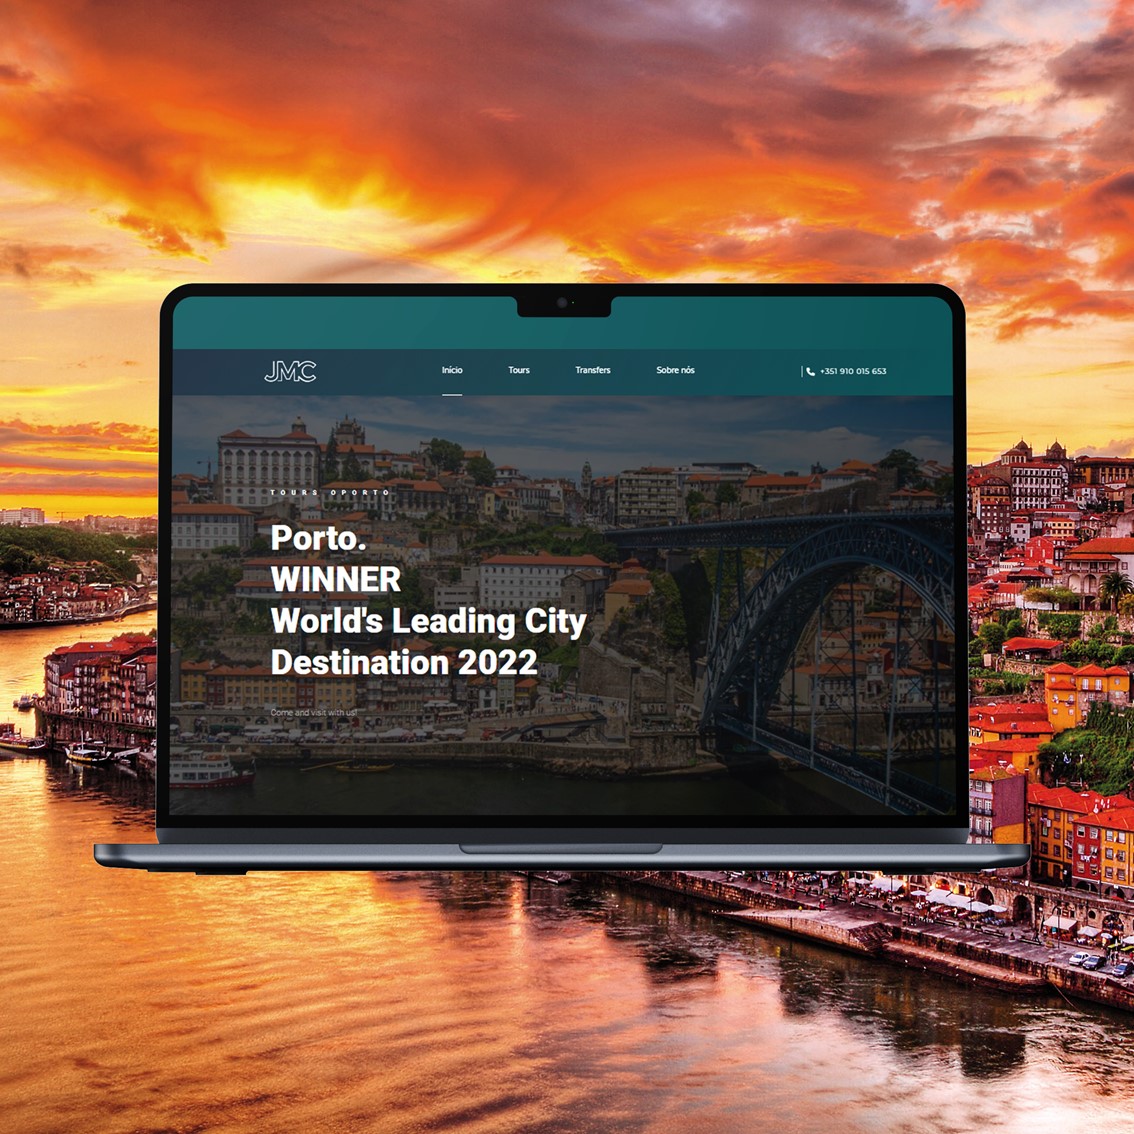 JMC
Início Tours Transfers Sobre nós +351 910 015 653
TOURS OPORTO
Porto.
WINNER
World's Leading City
Destination 2022
Come and visit with us!